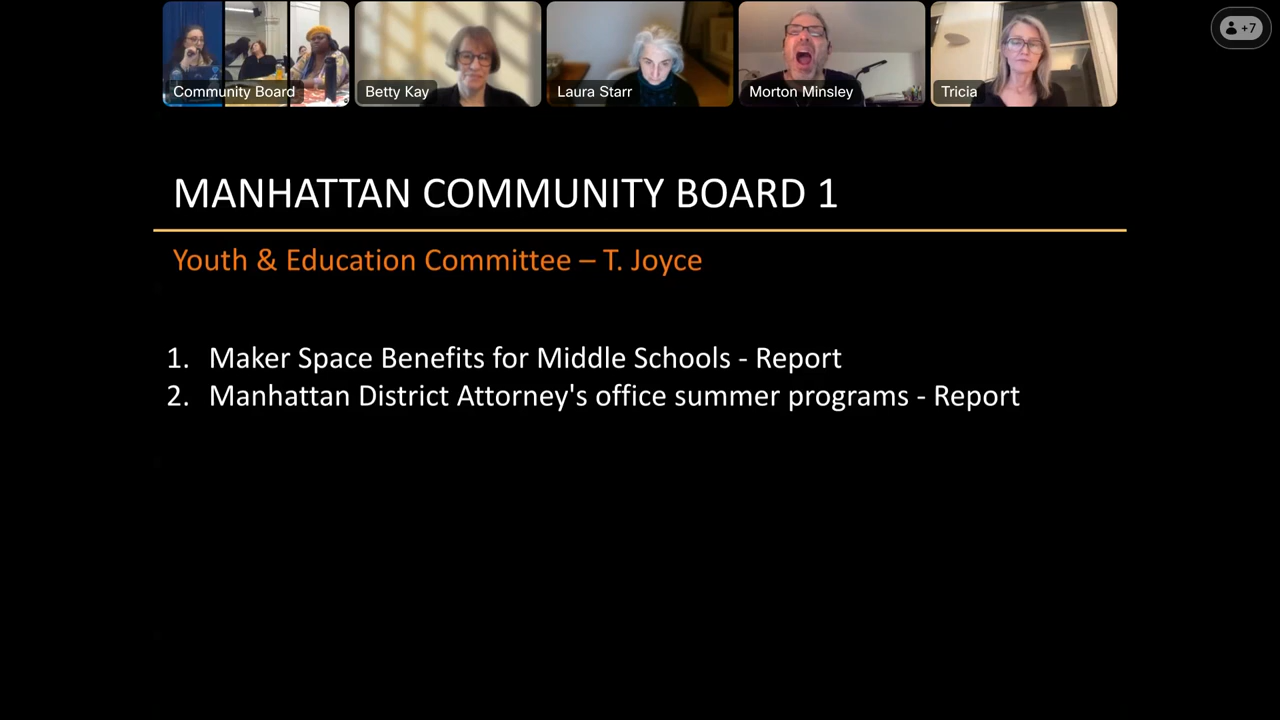 Community Board
Betty Kay
Laura Starr
Morton Minsley
Tricia
+7
MANHATTAN COMMUNITY BOARD 1
Youth & Education Committee – T. Joyce
1. Maker Space Benefits for Middle Schools - Report
2. Manhattan District Attorney's office summer programs - Report